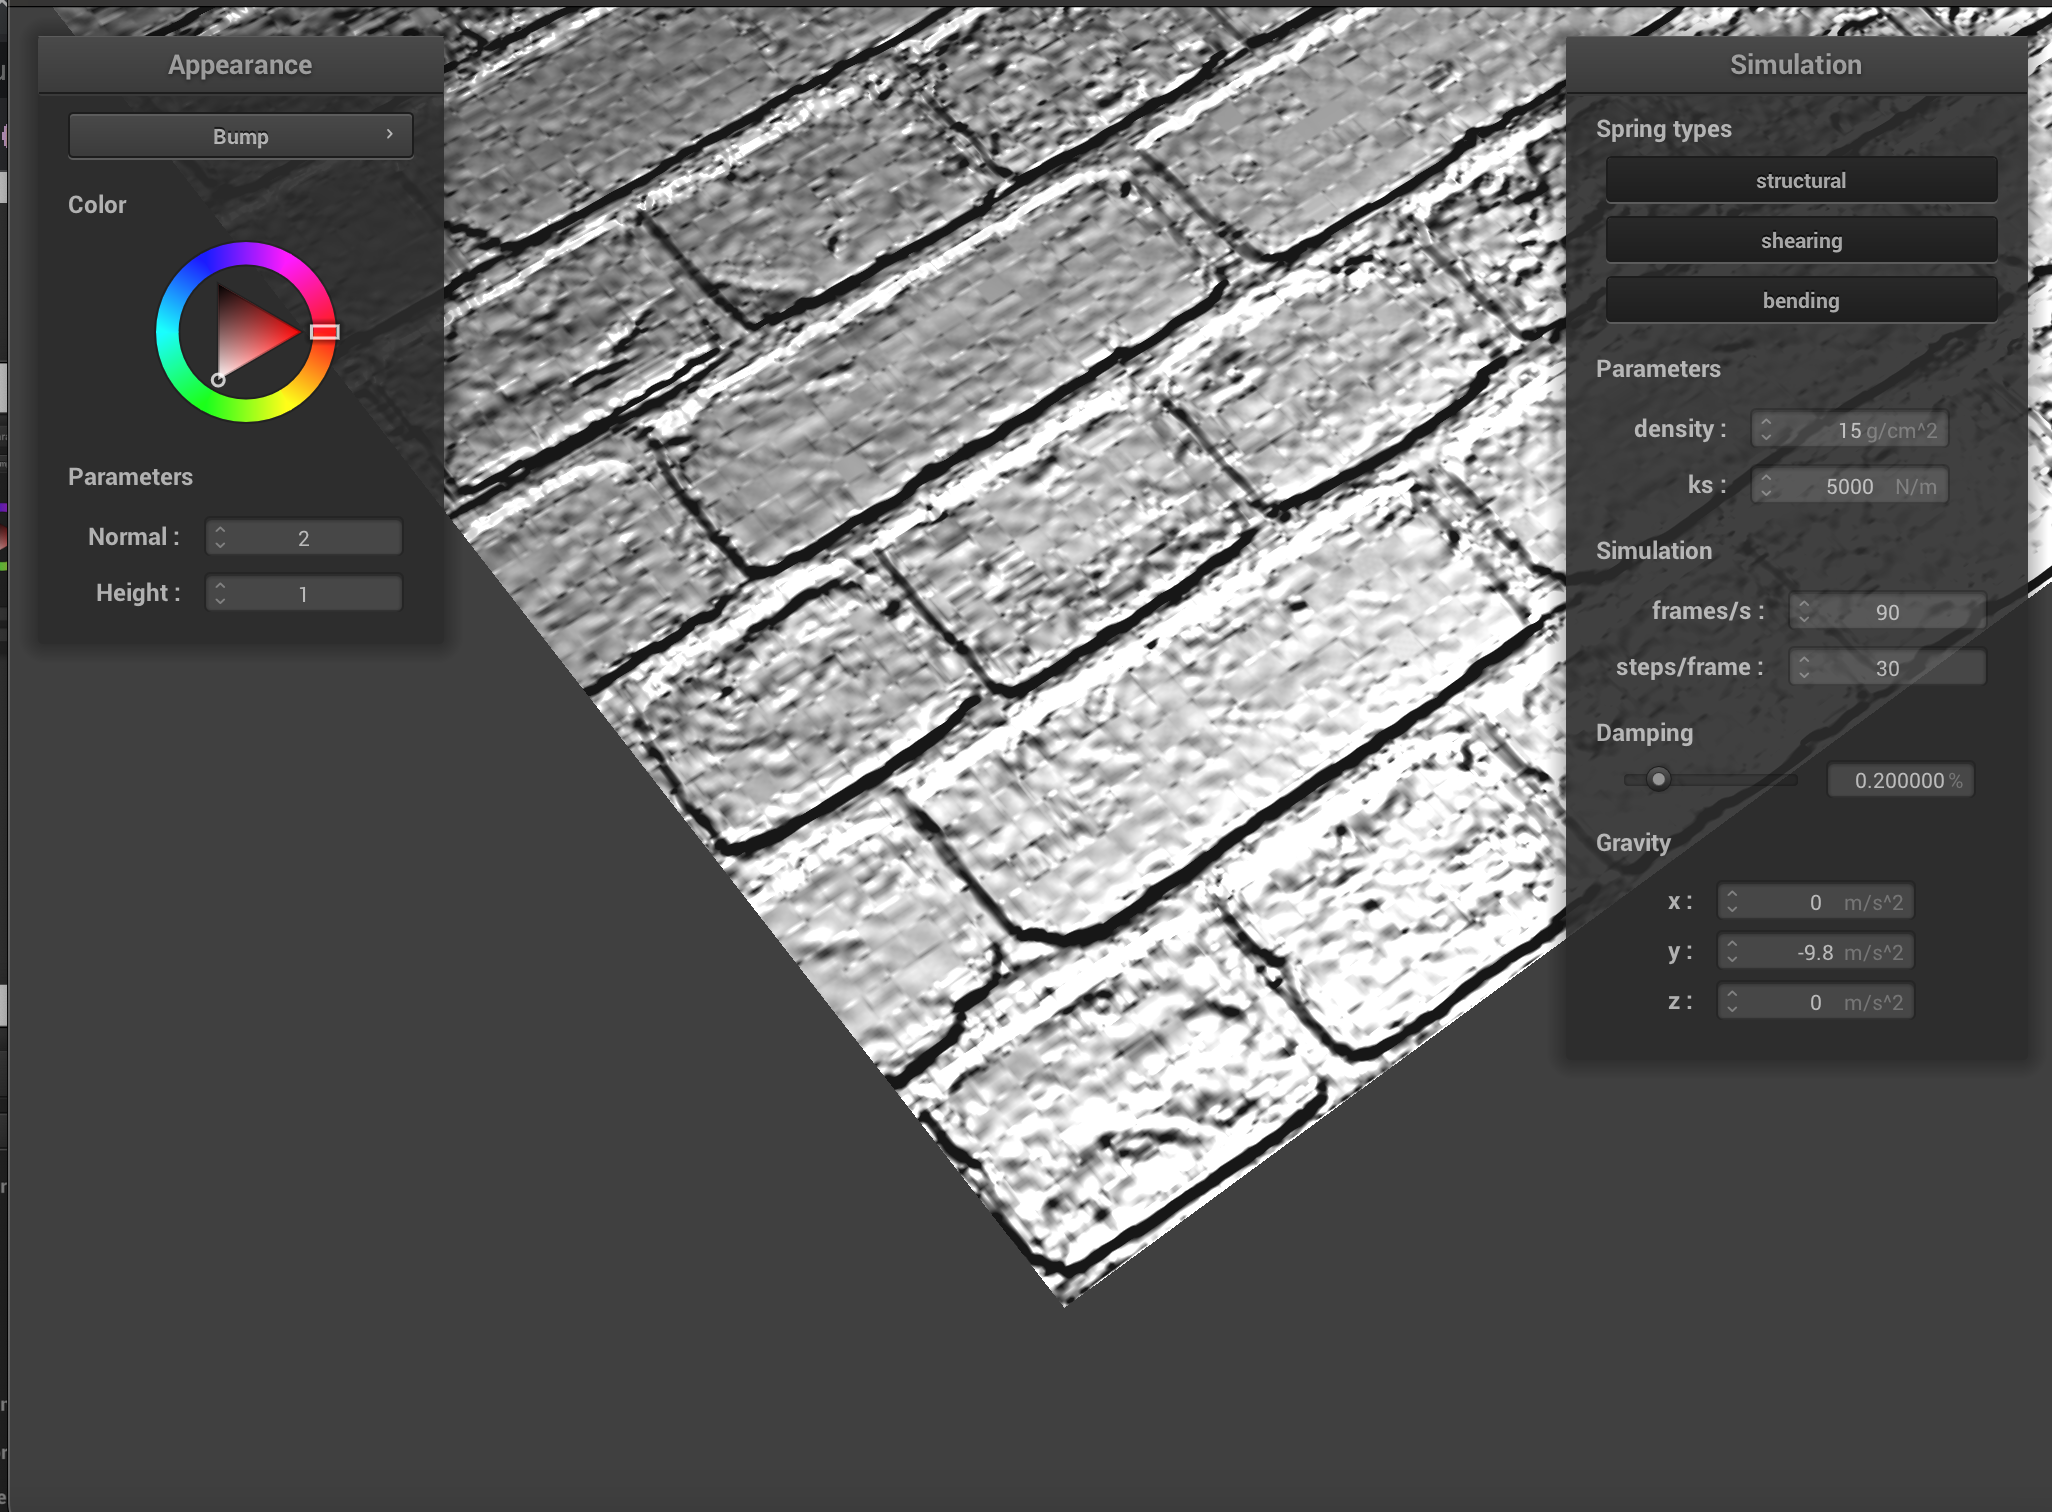 Appearance
Bump
Color
Parameters
Normal : 2
Height : 1
Simulation
Spring types
structural
shearing
bending
Parameters
density : 15 g/cm^2
ks : 5000 N/m
Simulation
frames/s : 90
steps/frame : 30
Damping
0.200000 %
Gravity
x : 0 m/s^2
y : -9.8 m/s^2
z : 0 m/s^2